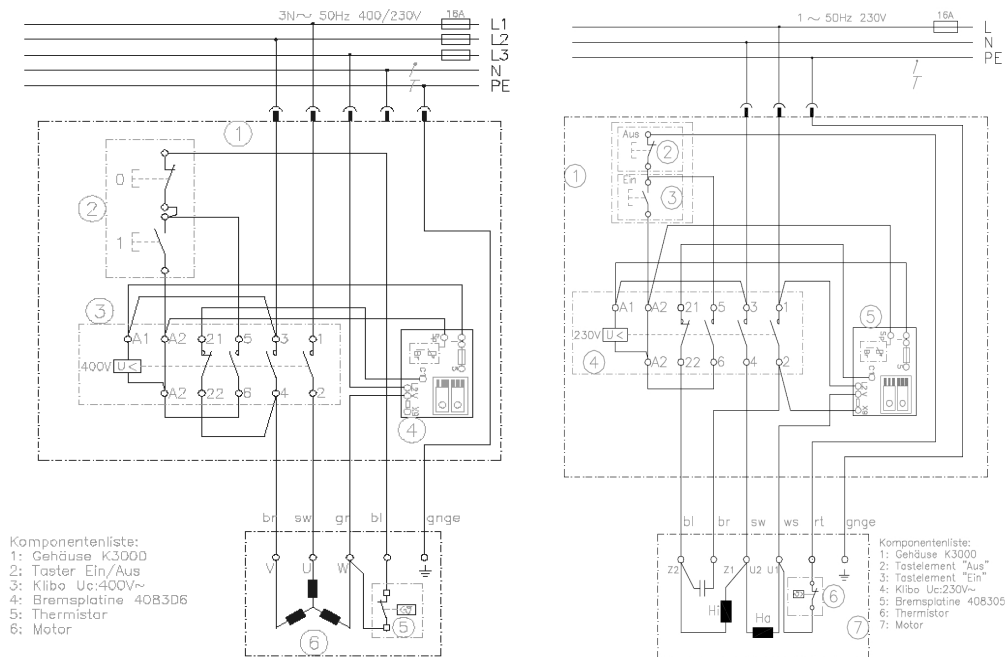 3N~ 50Hz 400/230V
16A
L1
L2
L3
N
PE
1
0
2
1
3
A1 A2 21 5 3 1
400V U<
A2 22 6 4 2
4
br sw gr bl gnge
V U W
5
6
Komponentenliste:
1: Gehäuse K3000
2: Taster Ein/Aus
3: Klibo Uc:400V~
4: Bremsplatine 4083D6
5: Thermistor
6: Motor
1 ~ 50Hz 230V
16A
L
N
PE
Aus
2
1
Ein
3
A1 A2 21 5 3 1
230V U<
5
4
A2 22 6 4 2
bl br sw ws rt gnge
Z2 Z1 U2 U1
Hi
Ha
6
7
Komponentenliste:
1: Gehäuse K3000
2: Tastelement "Aus"
3: Tastelement "Ein"
4: Klibo Uc:230V~
5: Bremsplatine 408305
6: Thermistor
7: Motor